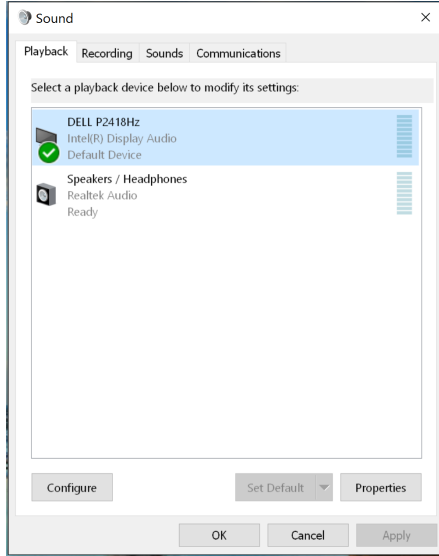 Sound
Playback Recording Sounds Communications
Select a playback device below to modify its settings:
DELL P2418Hz
Intel(R) Display Audio
Default Device
Speakers / Headphones
Realtek Audio
Ready
Configure Set Default Properties
OK Cancel Apply